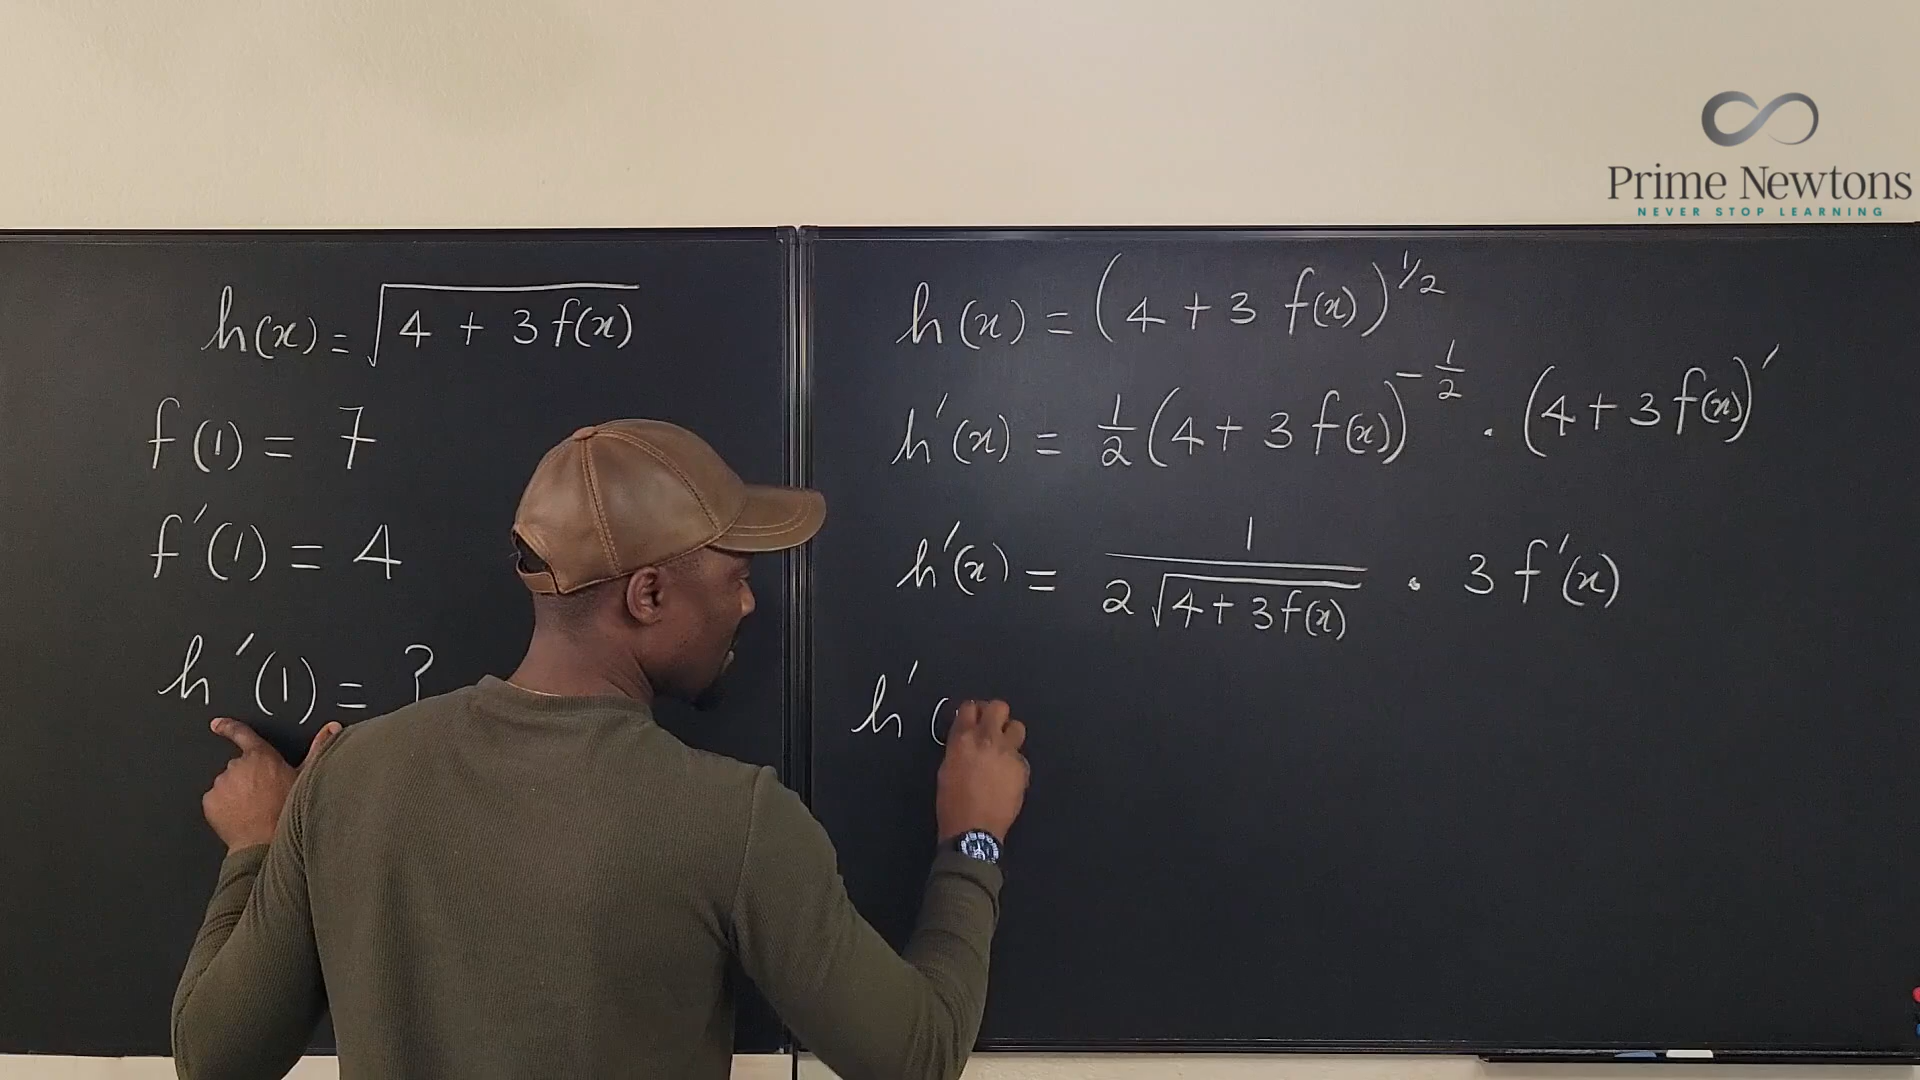 Prime Newtons
NEVER STOP LEARNING
h(x) = √(4 + 3f(x))
f(1) = 7
f'(1) = 4
h'(1) = ?
h(x) = (4 + 3 f(x))^1/2
h'(x) = 1/2 (4 + 3 f(x))^-1/2 · (4 + 3 f(x))'
h'(x) = 1/(2√(4 + 3f(x))) · 3 f'(x)
h' (